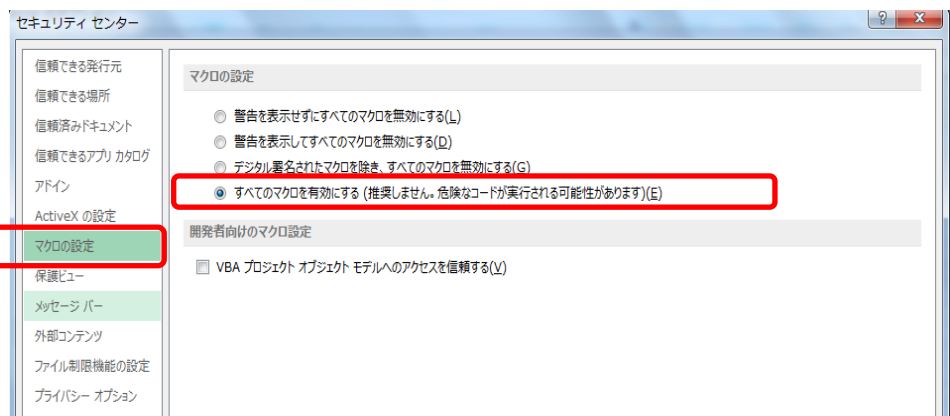 セキュリティ センター
信頼できる発行元
信頼できる場所
信頼済みドキュメント
信頼できるアプリ カタログ
アドイン
ActiveX の設定
マクロの設定
保護ビュー
メッセージ バー
外部コンテンツ
ファイル制限機能の設定
プライバシー オプション
マクロの設定
警告を表示せずにすべてのマクロを無効にする(L)
警告を表示してすべてのマクロを無効にする(D)
デジタル署名されたマクロを除き、すべてのマクロを無効にする(G)
すべてのマクロを有効にする (推奨しません。危険なコードが実行される可能性があります)(E)
開発者向けのマクロ設定
VBA プロジェクト オブジェクト モデルへのアクセスを信頼する(V)